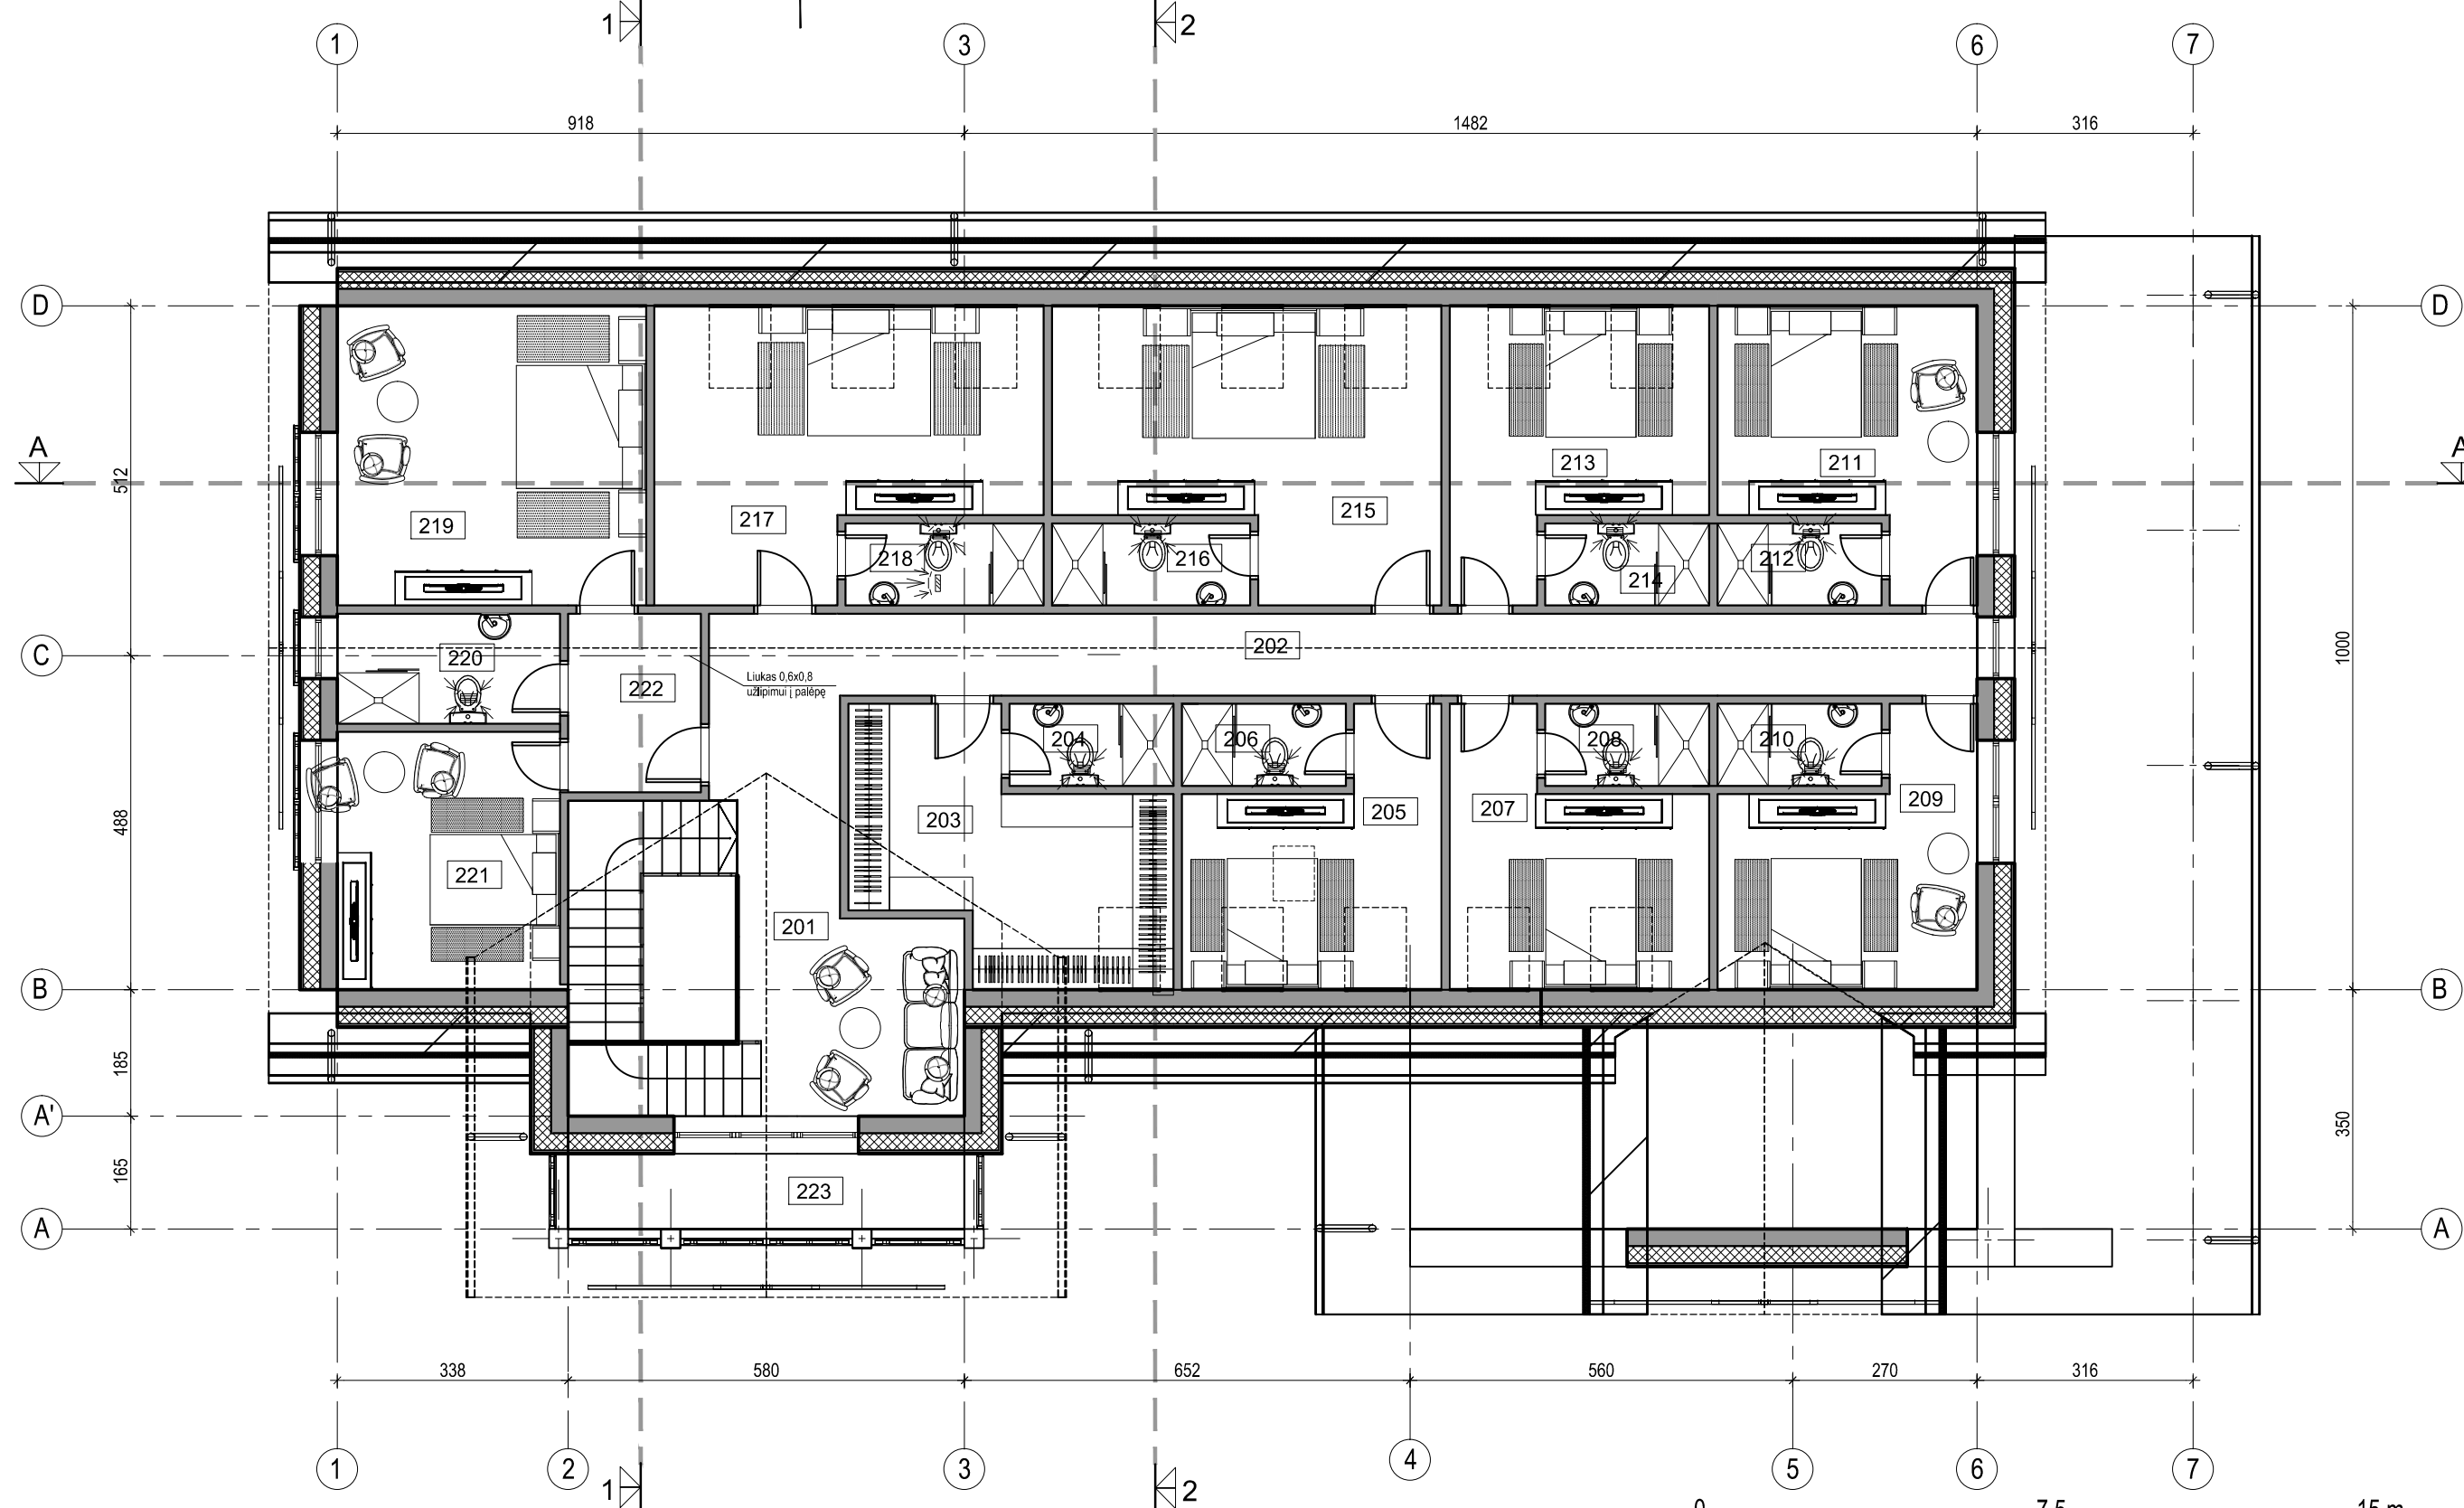 1 2
1 3 6 7
918 1482 316
D D
A A
512
213 211
219 217 215
218 216 214 212
C 220 202 1000
222
Liukas 0,6x0,8
užlipimui į palėpę
204 206 208 210
488 203 205 207 209
221
201
B B
185
A' 350
165
223
A A
338 580 652 560 270 316
1 2 3 4 5 6 7
1 2
0 7,5 15 m